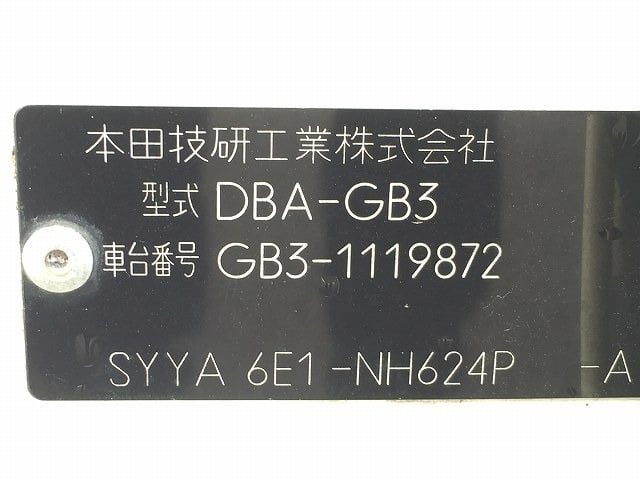 本田技研工業株式会社
型式 DBA-GB3
車台番号 GB3-1119872
SYYA 6E1-NH624P -A